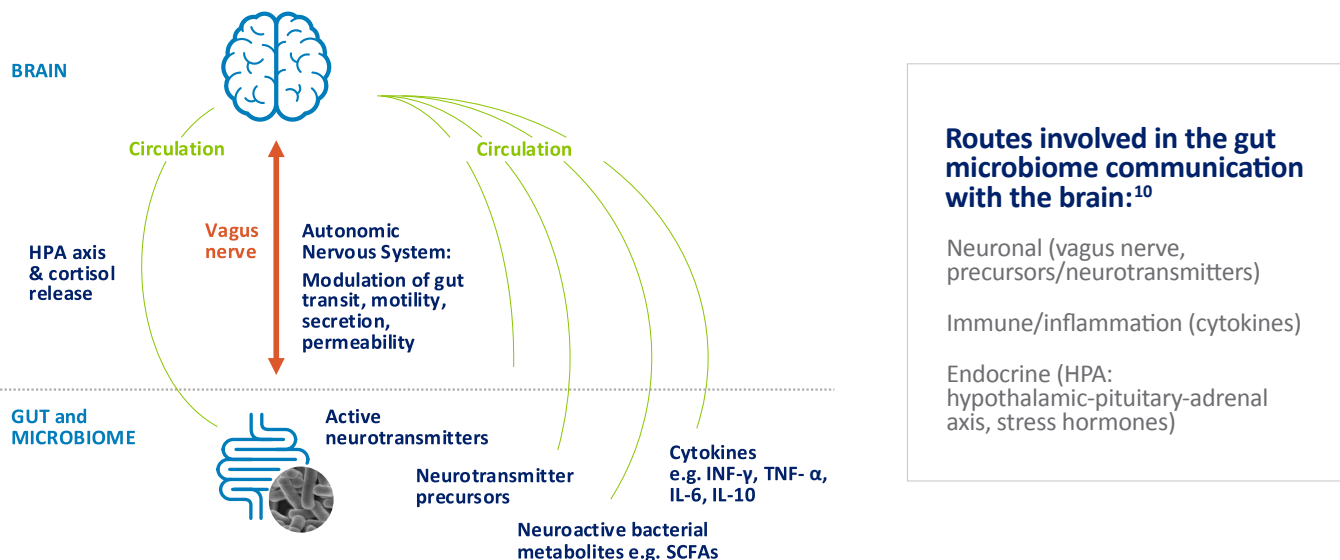 BRAIN
Circulation
Circulation
Vagus
nerve
HPA axis
& cortisol
release
Autonomic
Nervous System:
Modulation of gut
transit, motility,
secretion,
permeability
GUT and
MICROBIOME
Active
neurotransmitters
Neurotransmitter
precursors
Neuroactive bacterial
metabolites e.g. SCFAs
Cytokines
e.g. INF-γ, TNF- α,
IL-6, IL-10
Routes involved in the gut
microbiome communication
with the brain:10
Neuronal (vagus nerve,
precursors/neurotransmitters)
Immune/inflammation (cytokines)
Endocrine (HPA:
hypothalamic-pituitary-adrenal
axis, stress hormones)